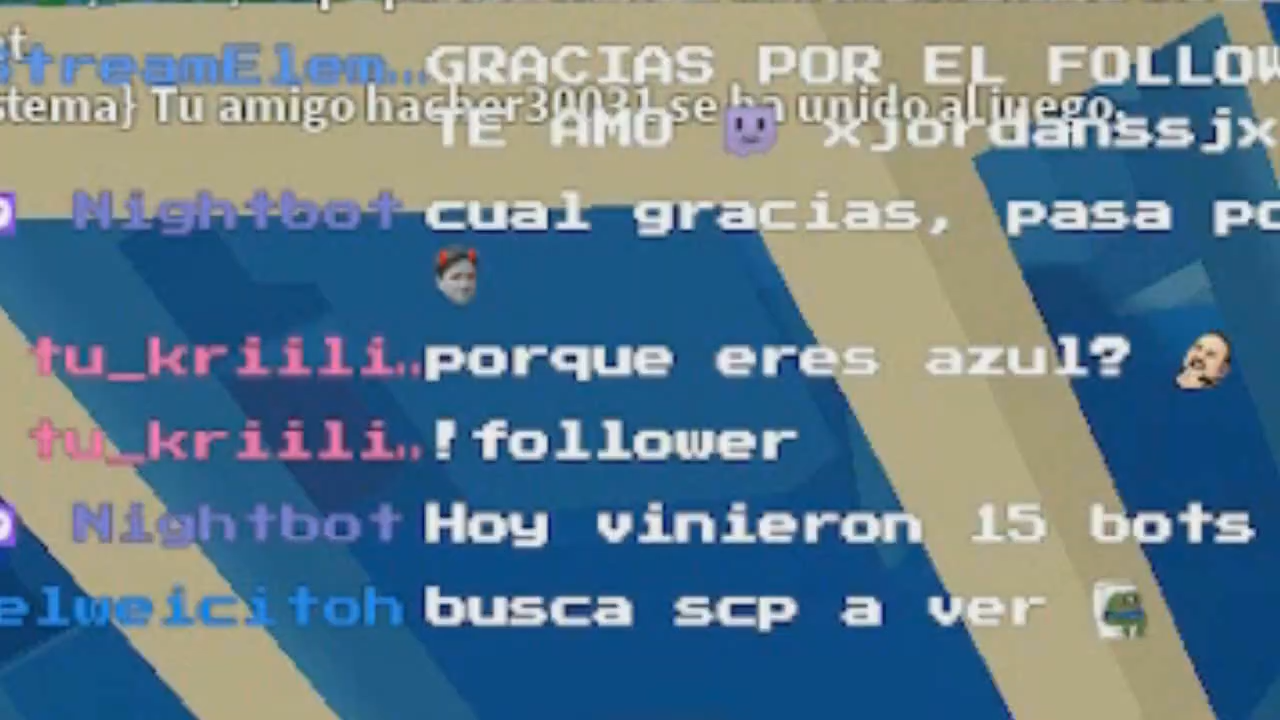 StreamElem... GRACIAS POR EL FOLLOW
stema} Tu amigo hacher30031 se ha unido al juego.
TE AMO xjordanssjx
Nightbot cual gracias, pasa po
tu_kriili.. porque eres azul?
tu_kriili.. !follower
Nightbot Hoy vinieron 15 bots
elweicitoh busca scp a ver